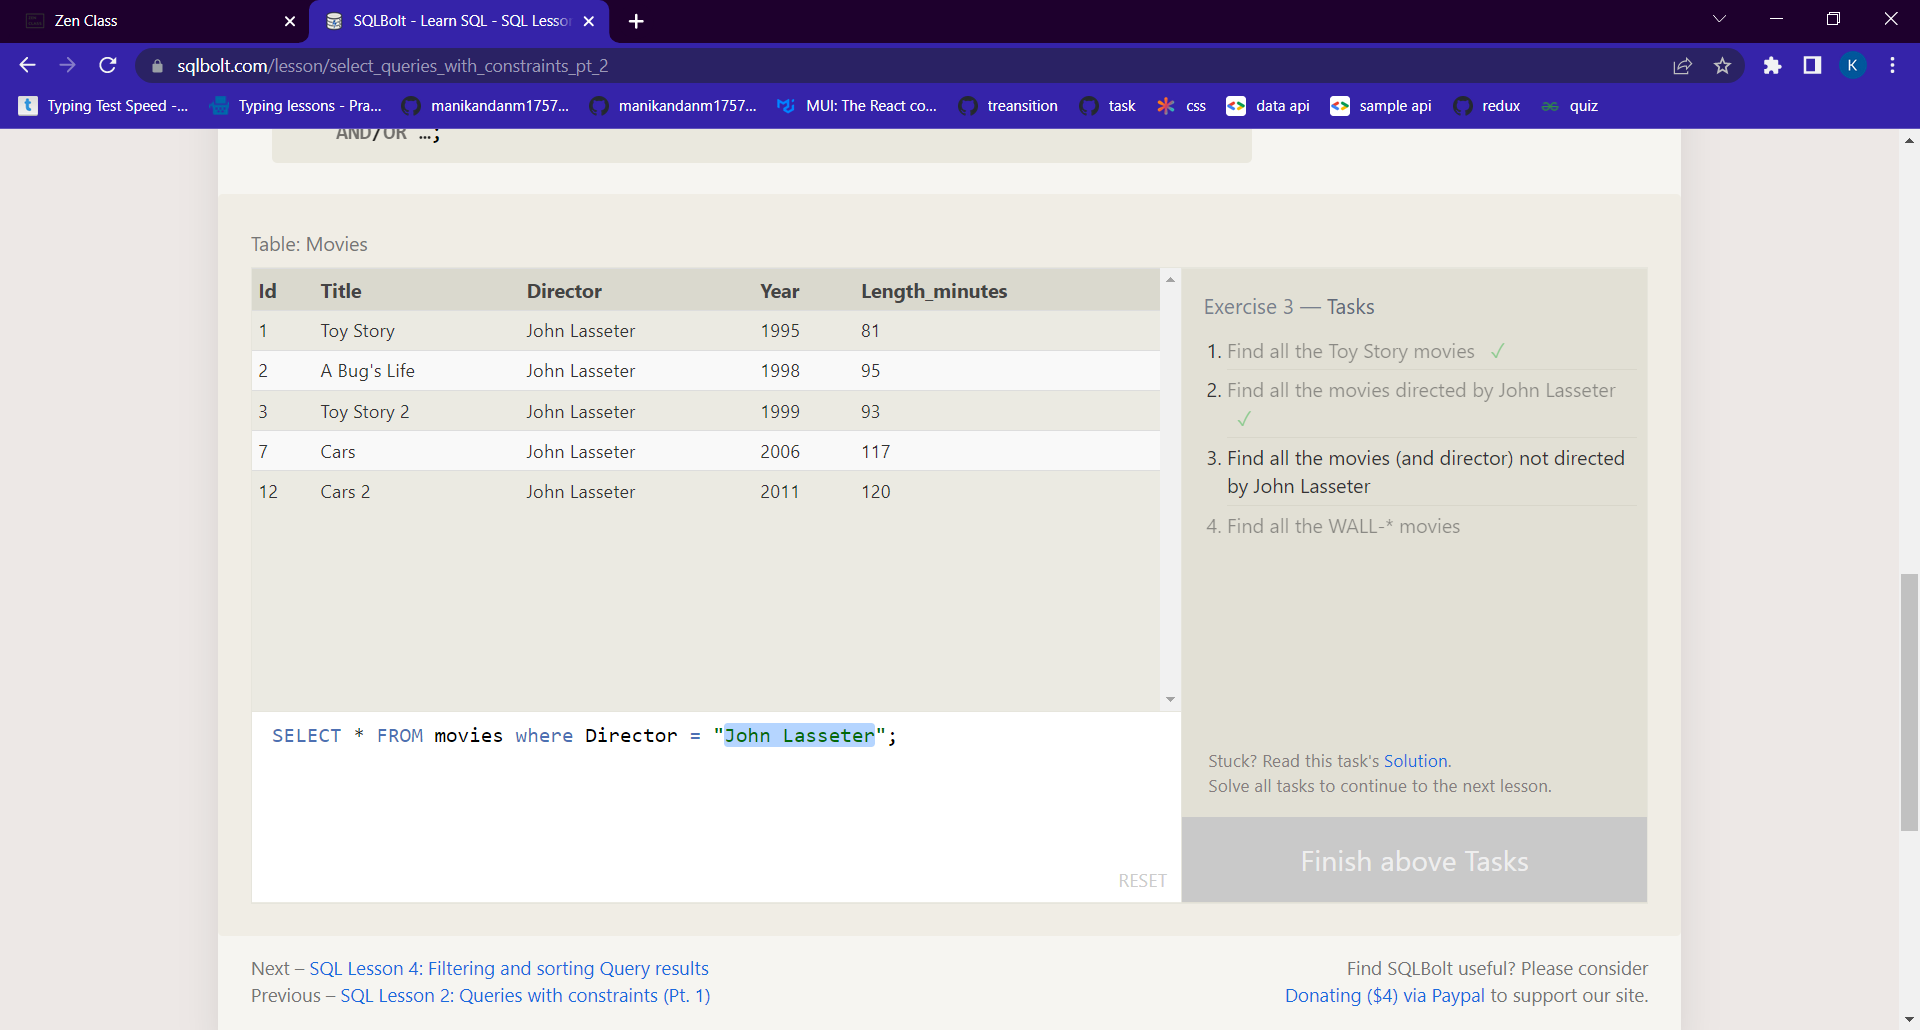 Zen Class
SQLBolt - Learn SQL - SQL Lesson
sqlbolt.com/lesson/select_queries_with_constraints_pt_2
K
Typing Test Speed -... Typing lessons - Pra... manikandanm1757... manikandanm1757... MUI: The React co... treansition task css data api sample api redux quiz
AND/OR …;
Table: Movies
Id Title Director Year Length_minutes
1 Toy Story John Lasseter 1995 81
2 A Bug's Life John Lasseter 1998 95
3 Toy Story 2 John Lasseter 1999 93
7 Cars John Lasseter 2006 117
12 Cars 2 John Lasseter 2011 120
SELECT * FROM movies where Director = "John Lasseter";
RESET
Exercise 3 — Tasks
1. Find all the Toy Story movies ✓
2. Find all the movies directed by John Lasseter
✓
3. Find all the movies (and director) not directed
by John Lasseter
4. Find all the WALL-* movies
Stuck? Read this task's Solution.
Solve all tasks to continue to the next lesson.
Finish above Tasks
Next – SQL Lesson 4: Filtering and sorting Query results
Previous – SQL Lesson 2: Queries with constraints (Pt. 1)
Find SQLBolt useful? Please consider
Donating ($4) via Paypal to support our site.